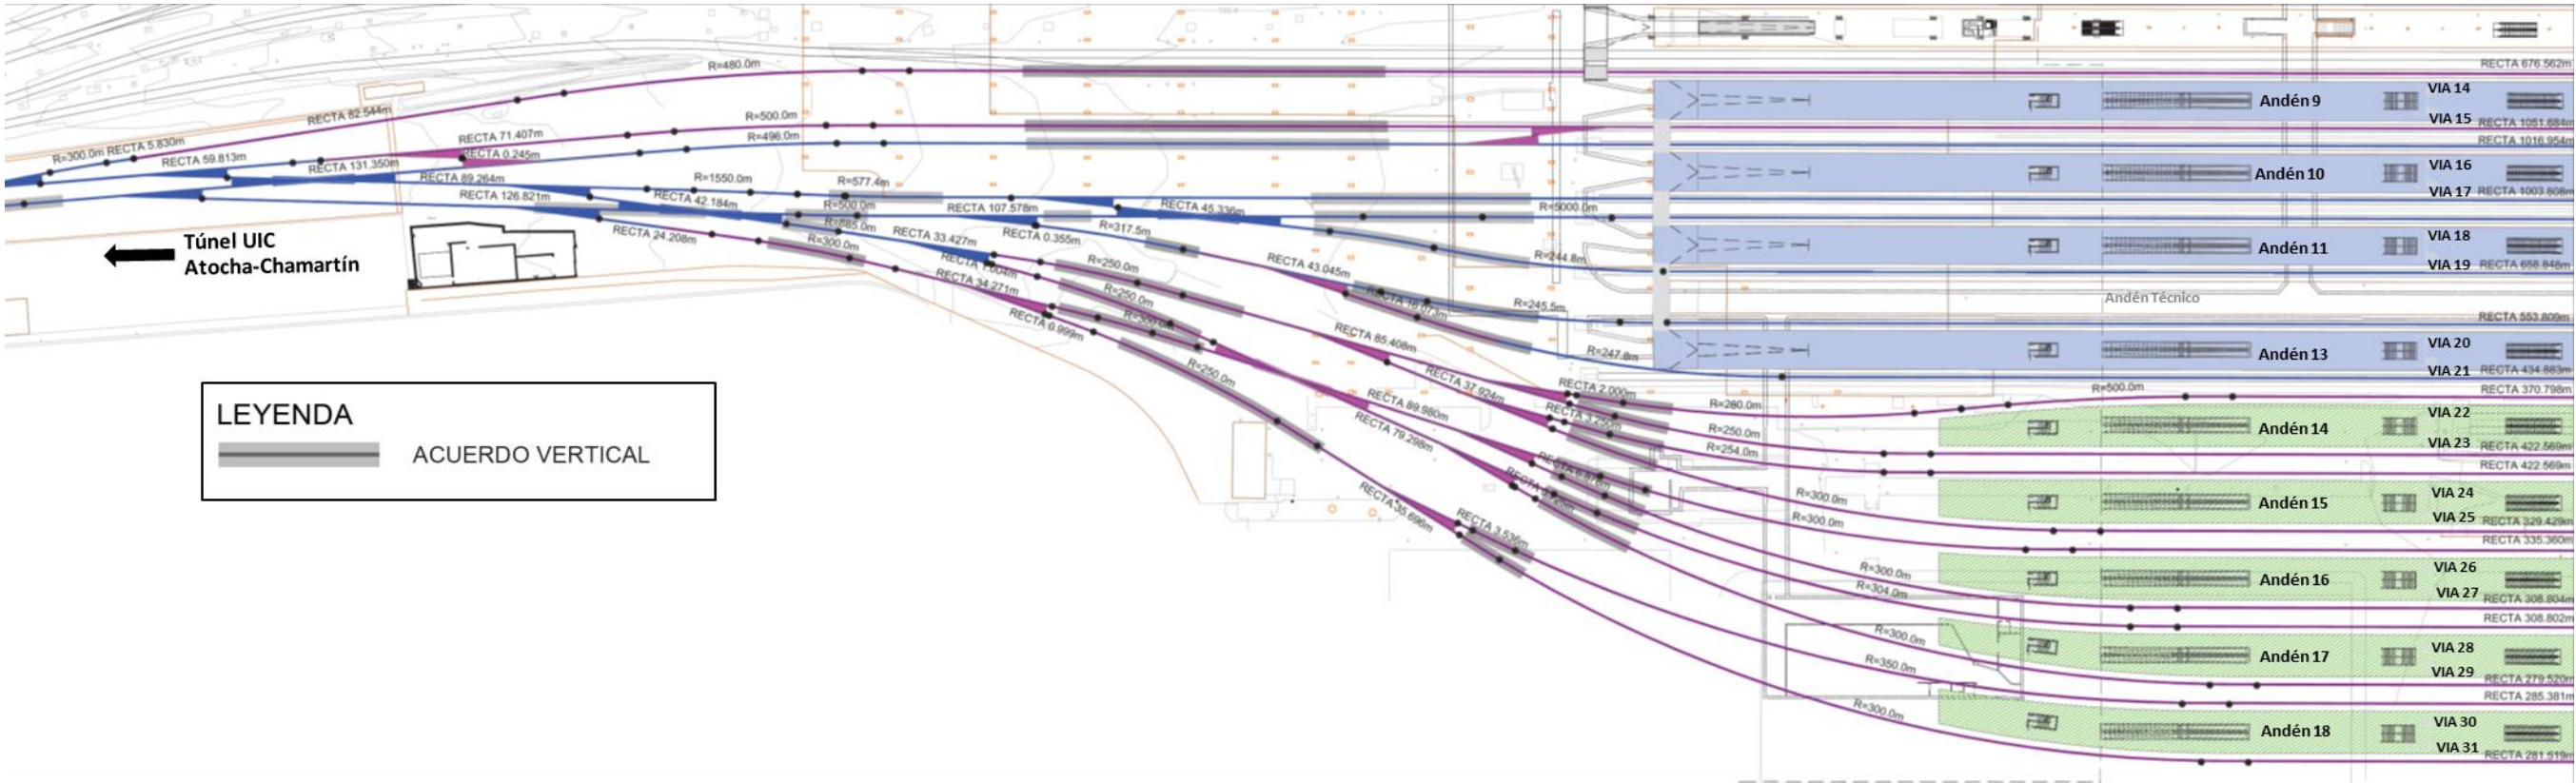 R=480.0m
RECTA 676.562m
RECTA 82.544m
VIA 14
Andén 9
R=500.0m
VIA 15
RECTA 1051.684m
R=300.0m RECTA 5.830m
RECTA 71.407m
R=496.0m
RECTA 1016.954m
RECTA 59.813m
RECTA 0.245m
RECTA 131.350m
VIA 16
Andén 10
RECTA 89.264m
R=1550.0m
R=577.4m
VIA 17
RECTA 1003.808m
RECTA 126.821m
RECTA 42.184m
R=500.0m
RECTA 107.578m
RECTA 45.336m
R=5000.0m
R=885.0m
RECTA 24.208m
R=300.0m
RECTA 33.427m
RECTA 0.355m
R=317.5m
VIA 18
Andén 11
Túnel UIC
Atocha-Chamartín
R=244.8m
VIA 19
RECTA 658.848m
RECTA 1.004m
R=250.0m
RECTA 43.045m
RECTA 34.271m
R=250.0m
Andén Técnico
R=245.5m
RECTA 553.809m
RECTA 0.999m
R=300.0m
RECTA 85.408m
VIA 20
Andén 13
R=247.8m
VIA 21
RECTA 434.883m
R=250.0m
RECTA 37.924m
RECTA 2.000m
R=500.0m
RECTA 370.798m
LEYENDA
ACUERDO VERTICAL
RECTA 89.980m
R=280.0m
RECTA 3.250m
VIA 22
Andén 14
RECTA 79.298m
R=250.0m
VIA 23
RECTA 422.569m
R=254.0m
RECTA 422.569m
R=300.0m
VIA 24
Andén 15
RECTA 35.696m
RECTA 3.536m
R=300.0m
VIA 25
RECTA 329.429m
RECTA 335.360m
R=300.0m
VIA 26
Andén 16
R=304.0m
VIA 27
RECTA 308.804m
RECTA 308.802m
R=300.0m
VIA 28
Andén 17
R=350.0m
VIA 29
RECTA 279.520m
RECTA 285.381m
R=300.0m
VIA 30
Andén 18
VIA 31
RECTA 281.519m